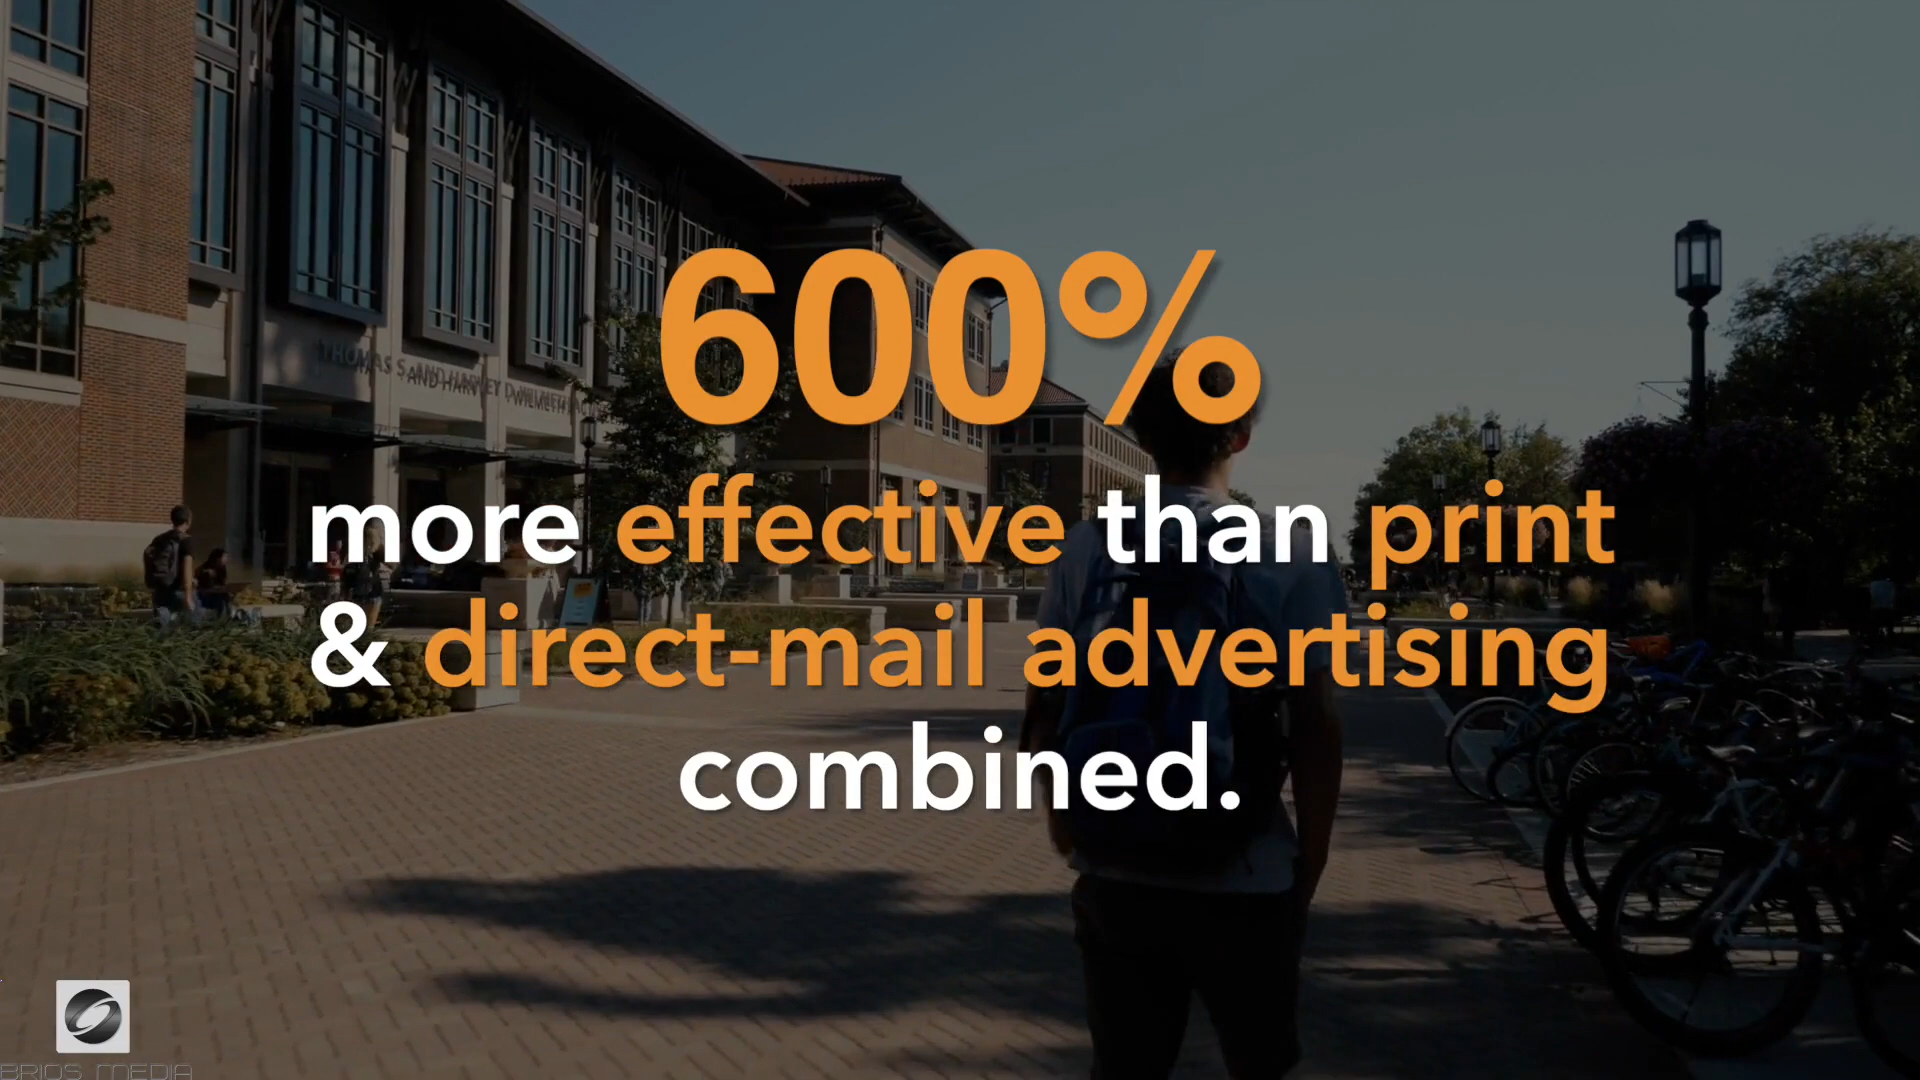 600%
more effective than print
& direct-mail advertising
combined.
BRIOS MEDIA